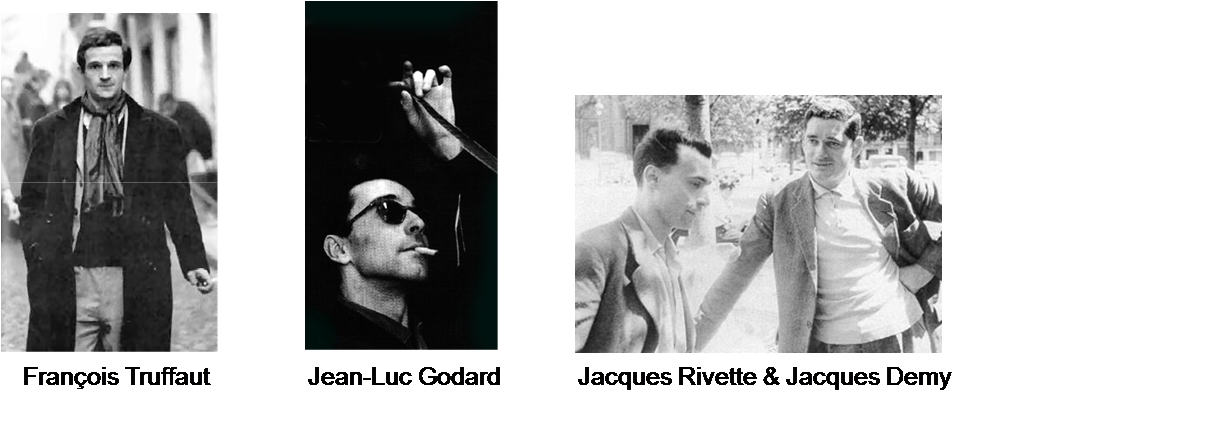 François Truffaut
Jean-Luc Godard
Jacques Rivette & Jacques Demy